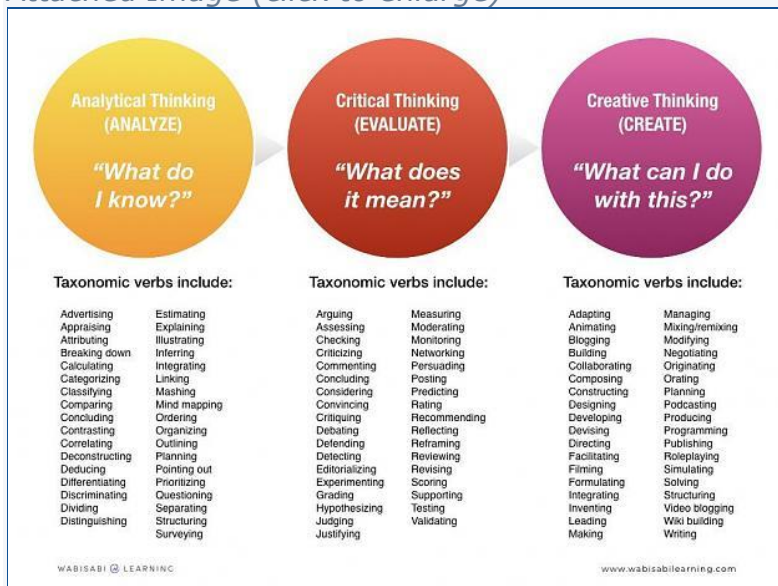 Attached Image (Click to Enlarge)
Analytical Thinking
(ANALYZE)
“What do
I know?”
Critical Thinking
(EVALUATE)
“What does
it mean?”
Creative Thinking
(CREATE)
“What can I do
with this?”
Taxonomic verbs include:
Advertising
Appraising
Attributing
Breaking down
Calculating
Categorizing
Classifying
Comparing
Concluding
Contrasting
Correlating
Deconstructing
Deducing
Differentiating
Discriminating
Dividing
Distinguishing
Estimating
Explaining
Illustrating
Inferring
Integrating
Linking
Mashing
Mind mapping
Ordering
Organizing
Outlining
Planning
Pointing out
Prioritizing
Questioning
Separating
Structuring
Surveying
Taxonomic verbs include:
Arguing
Assessing
Checking
Criticizing
Commenting
Concluding
Considering
Convincing
Critiquing
Debating
Defending
Detecting
Editorializing
Experimenting
Grading
Hypothesizing
Judging
Justifying
Measuring
Moderating
Monitoring
Networking
Persuading
Posting
Predicting
Rating
Recommending
Reflecting
Reframing
Reviewing
Revising
Scoring
Supporting
Testing
Validating
Taxonomic verbs include:
Adapting
Animating
Blogging
Building
Collaborating
Composing
Constructing
Designing
Developing
Devising
Directing
Facilitating
Filming
Formulating
Integrating
Inventing
Leading
Making
Managing
Mixing/remixing
Modifying
Negotiating
Originating
Orating
Planning
Podcasting
Producing
Programming
Publishing
Roleplaying
Simulating
Solving
Structuring
Video blogging
Wiki building
Writing
WABISABI LEARNING
www.wabisabilearning.com